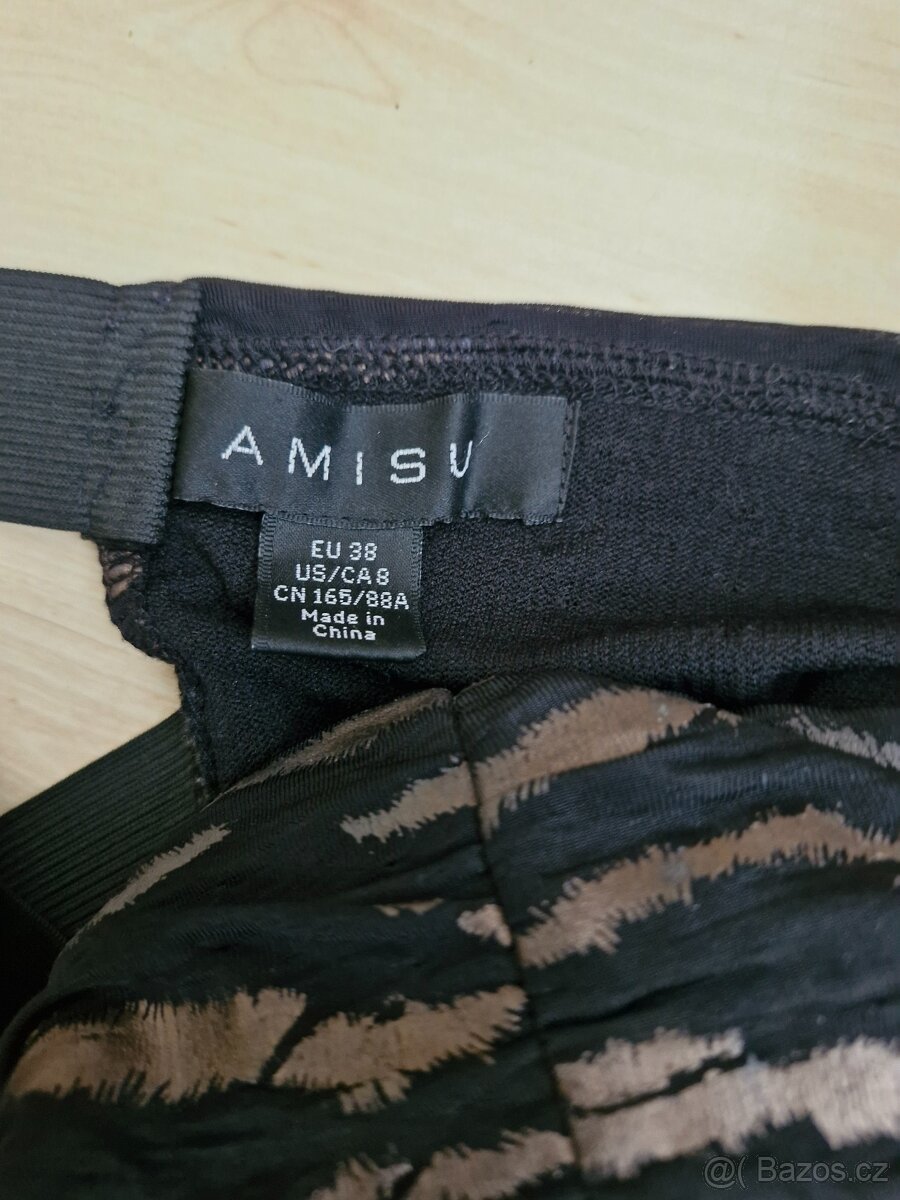 AMISU
EU 38
US/CA 8
CN 165/88A
Made in
China
@( Bazos.cz